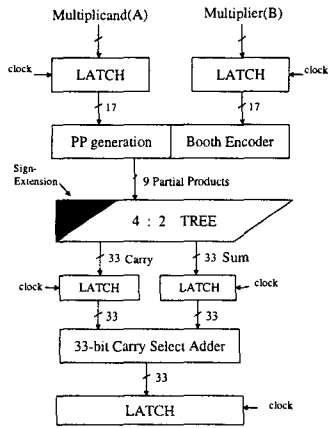 Multiplicand(A) Multiplier(B)
clock LATCH LATCH clock
17 17
PP generation Booth Encoder
Sign-
Extension
9 Partial Products
4 : 2 TREE
33 Carry 33 Sum
clock LATCH LATCH clock
33 33
33-bit Carry Select Adder
33
LATCH clock